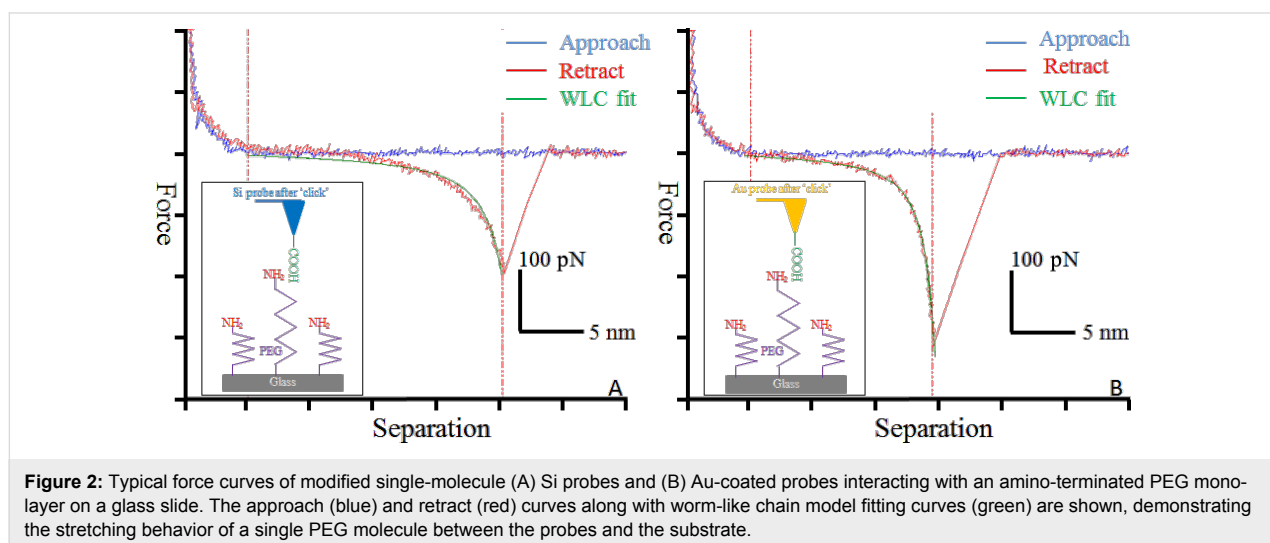 Approach
Retract
WLC fit
Force
Si probe after 'click'
COOH
NH₂
NH₂
NH₂
PEG
Glass
100 pN
5 nm
A
Separation
Approach
Retract
WLC fit
Force
Au probe after 'click'
COOH
NH₂
NH₂
NH₂
PEG
Glass
100 pN
5 nm
B
Separation
Figure 2: Typical force curves of modified single-molecule (A) Si probes and (B) Au-coated probes interacting with an amino-terminated PEG mono-
layer on a glass slide. The approach (blue) and retract (red) curves along with worm-like chain model fitting curves (green) are shown, demonstrating
the stretching behavior of a single PEG molecule between the probes and the substrate.